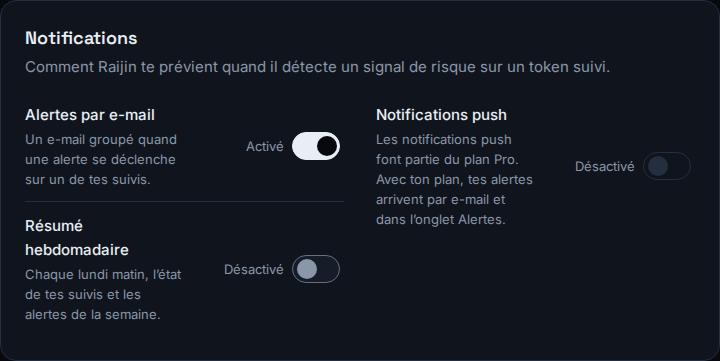 Notifications
Comment Raijin te prévient quand il détecte un signal de risque sur un token suivi.
Alertes par e-mail
Un e-mail groupé quand
une alerte se déclenche
sur un de tes suivis.
Activé
Résumé
hebdomadaire
Chaque lundi matin, l’état
de tes suivis et les
alertes de la semaine.
Désactivé
Notifications push
Les notifications push
font partie du plan Pro.
Avec ton plan, tes alertes
arrivent par e-mail et
dans l’onglet Alertes.
Désactivé